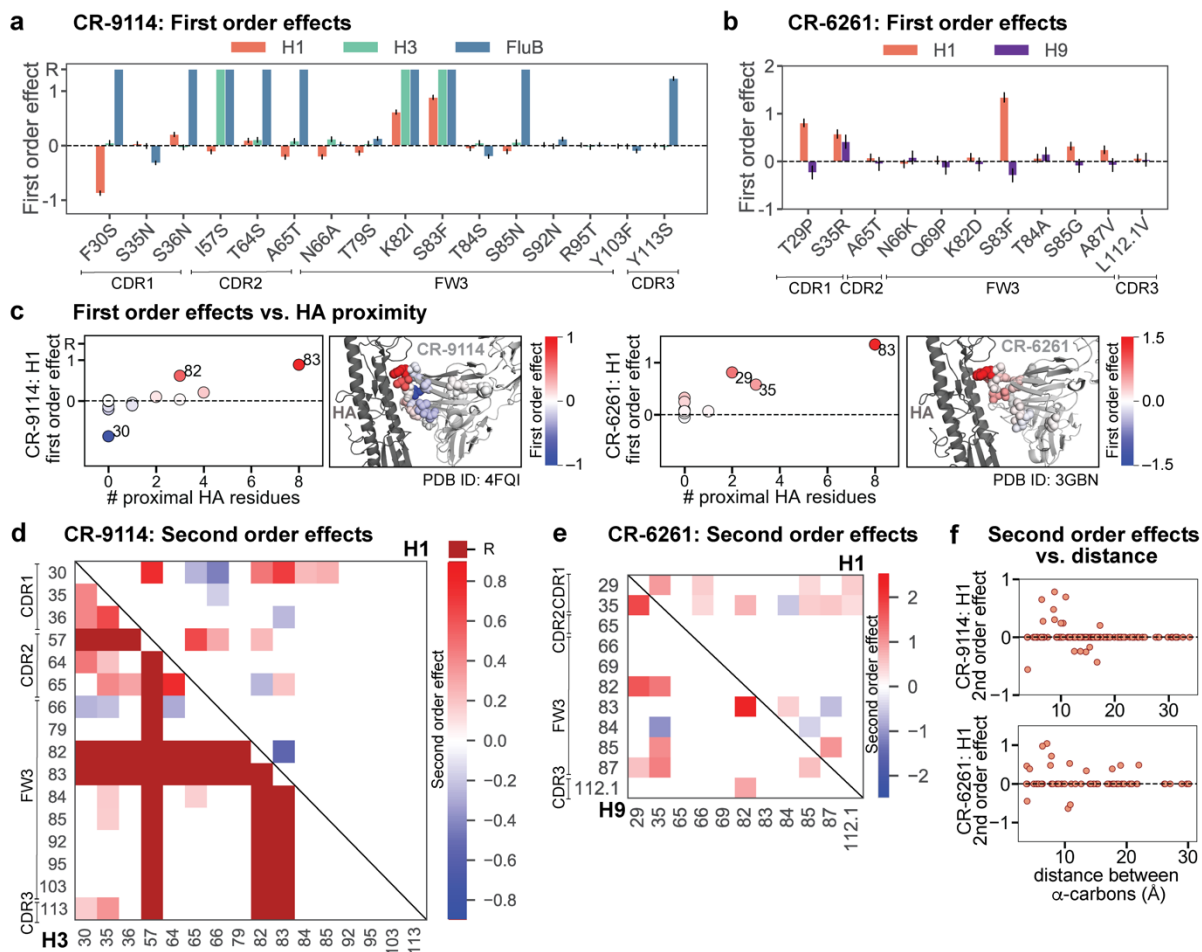 a CR-9114: First order effects
H1 H3 FluB
First order effect
R
1
0
-1
F30S S35N S36N I57S T64S A65T N66A T79S K82I S83F T84S S85N S92N R95T Y103F Y113S
CDR1 CDR2 FW3 CDR3
b CR-6261: First order effects
H1 H9
First order effect
2
1
0
-1
T29P S35R A65T N66K Q69P K82D S83F T84A S85G A87V L112.1V
CDR1 CDR2 FW3 CDR3
c First order effects vs. HA proximity
CR-9114: H1
first order effect
R
1
0
82
83
30
0 2 4 6 8
# proximal HA residues
CR-9114
HA
PDB ID: 4FQI
First order effect
1
0
−1
CR-6261: H1
first order effect
1
0
83
29
35
0 2 4 6 8
# proximal HA residues
CR-6261
HA
PDB ID: 3GBN
First order effect
1.5
0.0
-1.5
d CR-9114: Second order effects
H1
CDR1
CDR2
FW3
CDR3
30
35
36
57
64
65
66
79
82
83
84
85
92
95
103
113
H3
30 35 36 57 64 65 66 79 82 83 84 85 92 95 103 113
R
0.8
0.6
0.4
0.2
0.0
−0.2
−0.4
−0.6
−0.8
Second order effect
e CR-6261: Second order effects
H1
CDR1
CDR2
FW3
CDR3
29
35
65
66
69
82
83
84
85
87
112.1
H9
29 35 65 66 69 82 83 84 85 87 112.1
2
1
0
−1
−2
Second order effect
f Second order effects
vs. distance
CR-9114: H1
2nd order effect
1
0
−1
10 20 30
CR-6261: H1
2nd order effect
1
0
−1
10 20 30
distance between
α-carbons (Å)